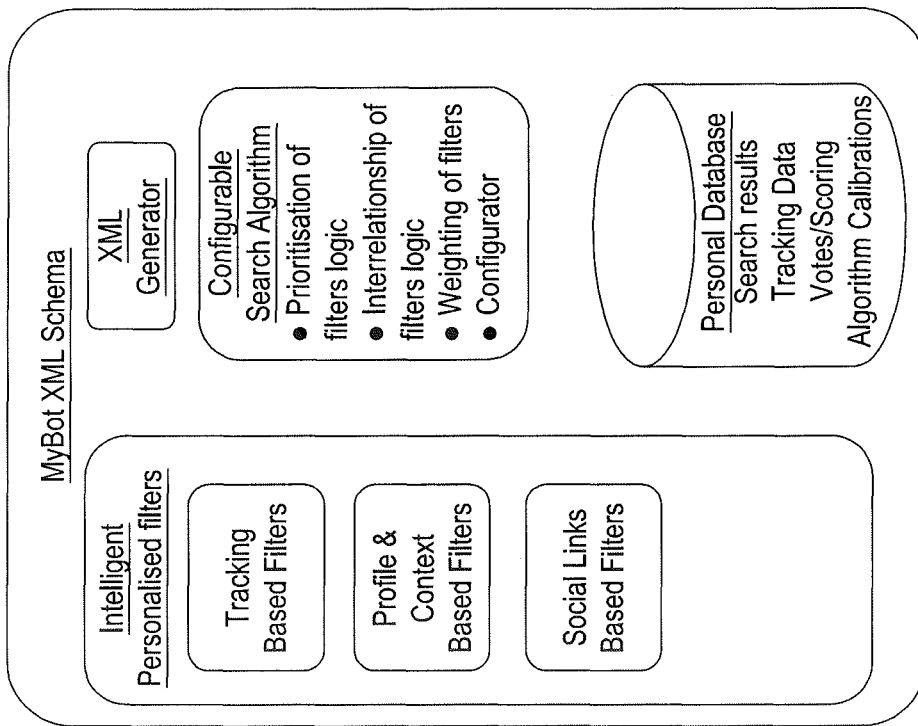 MyBot XML Schema
Intelligent
Personalised filters
Tracking
Based Filters
Profile &
Context
Based Filters
Social Links
Based Filters
XML
Generator
Configurable
Search Algorithm
● Prioritisation of
filters logic
● Interrelationship of
filters logic
● Weighting of filters
● Configurator
Personal Database
Search results
Tracking Data
Votes/Scoring
Algorithm Calibrations